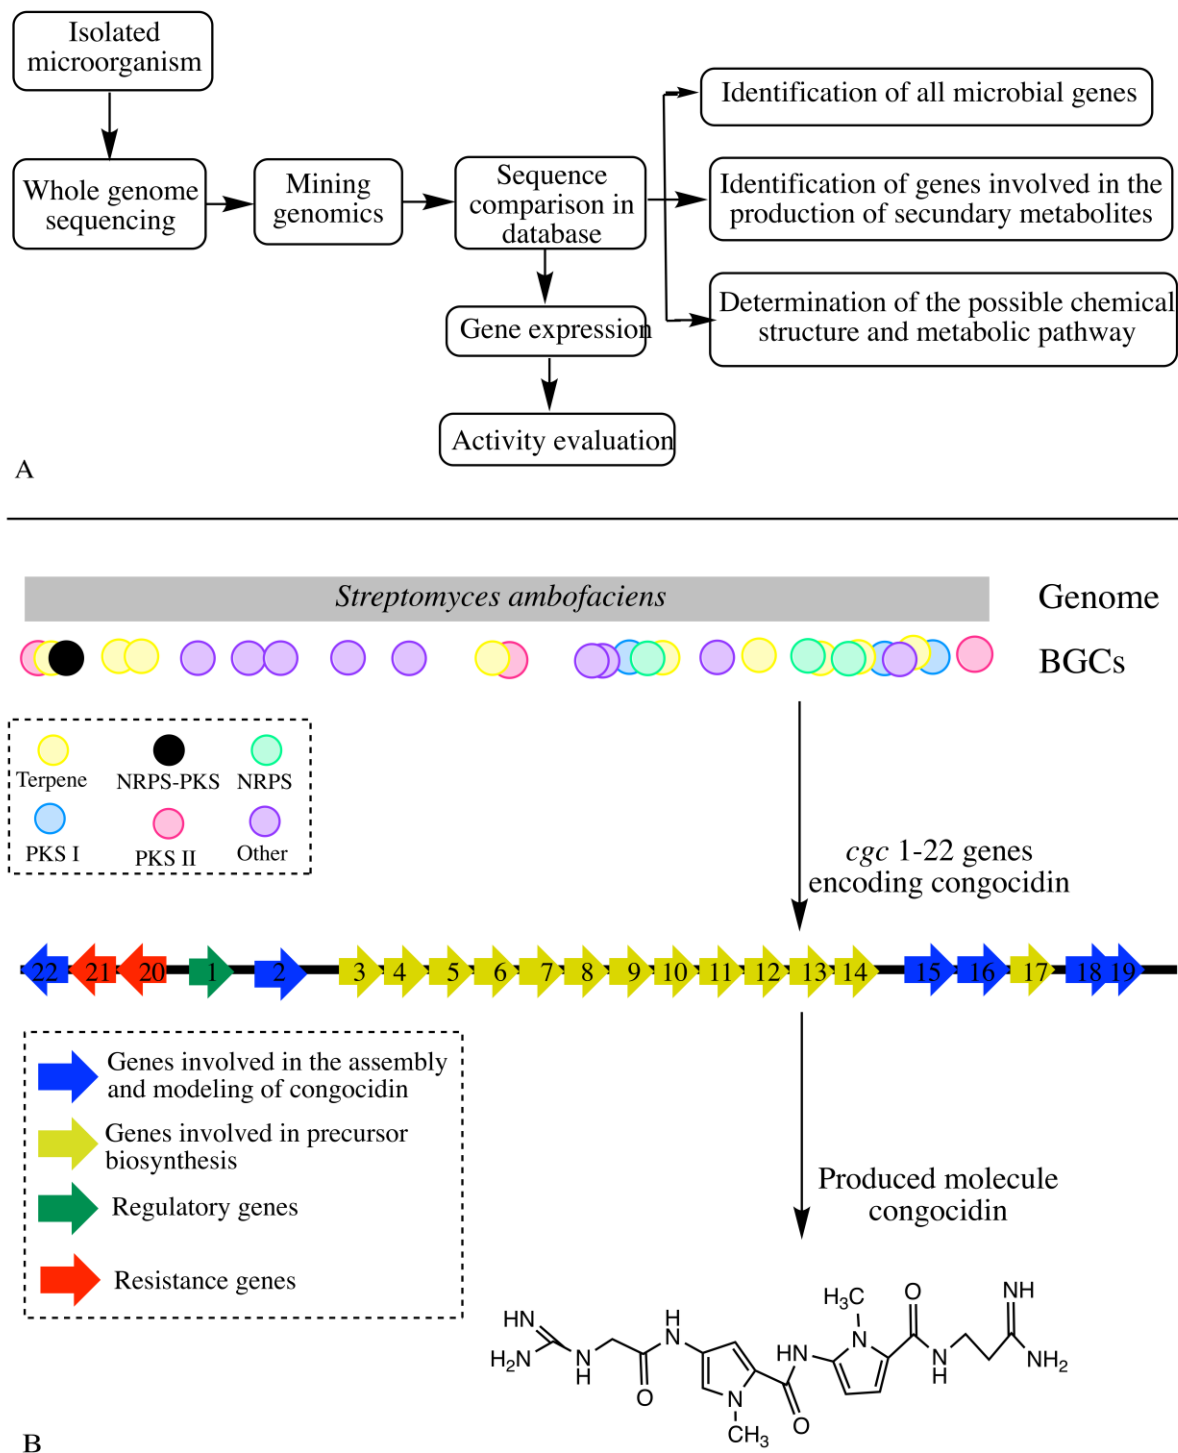 Isolated
microorganism
Whole genome
sequencing
Mining
genomics
Sequence
comparison in
database
Identification of all microbial genes
Identification of genes involved in the
production of secundary metabolites
Determination of the possible chemical
structure and metabolic pathway
Gene expression
Activity evaluation
A
Streptomyces ambofaciens
Genome
BGCs
Terpene
NRPS-PKS
NRPS
PKS I
PKS II
Other
cgc 1-22 genes
encoding congocidin
22 21 20 1 2 3 4 5 6 7 8 9 10 11 12 13 14 15 16 17 18 19
Genes involved in the assembly
and modeling of congocidin
Genes involved in precursor
biosynthesis
Regulatory genes
Resistance genes
Produced molecule
congocidin
HN
H2N
N
H
O
H
N
N
CH3
O
HN
H3C
N
O
N
H
NH
NH2
B